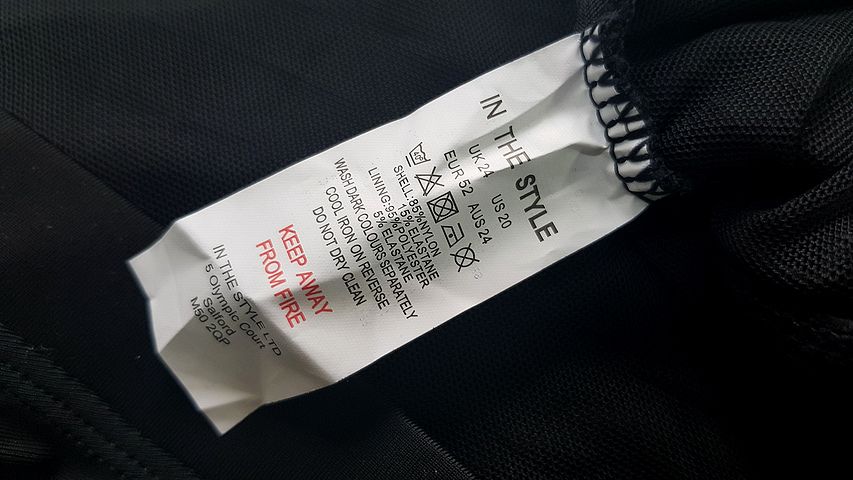 IN THE STYLE
UK 24 US 20
EUR 52 AUS 24
SHELL:85%NYLON
15% ELASTANE
LINING:95%POLYESTER
5% ELASTANE
WASH DARK COLOURS SEPARATELY
COOL IRON ON REVERSE
DO NOT DRY CLEAN
KEEP AWAY
FROM FIRE
IN THE STYLE LTD
5 Olympic Court
Salford
M50 2QP